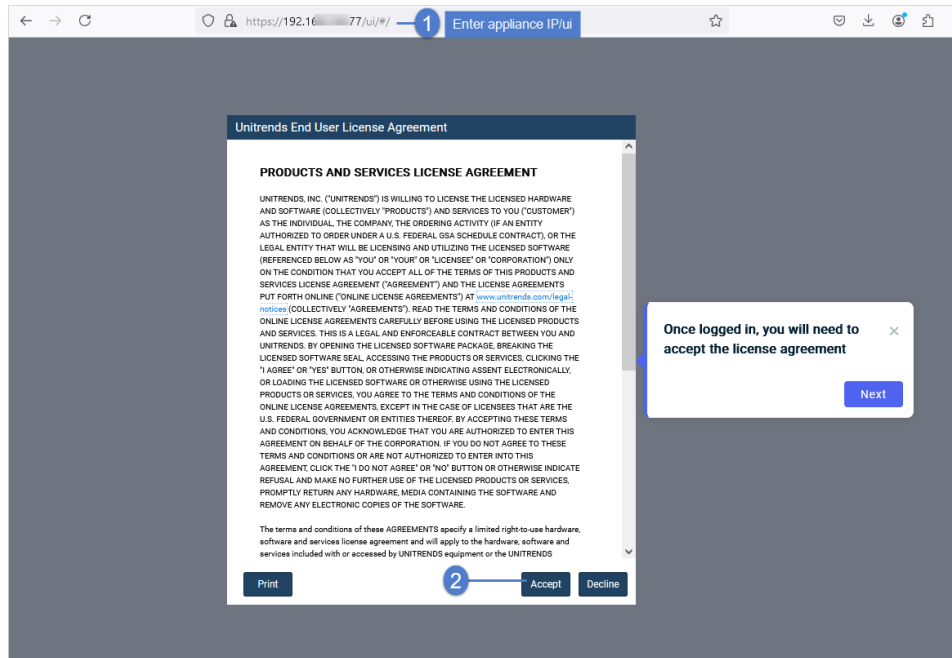 https://192.16 77/ui/#/
1
Enter appliance IP/ui
Unitrends End User License Agreement
PRODUCTS AND SERVICES LICENSE AGREEMENT
UNITRENDS, INC. ("UNITRENDS") IS WILLING TO LICENSE THE LICENSED HARDWARE
AND SOFTWARE (COLLECTIVELY "PRODUCTS") AND SERVICES TO YOU ("CUSTOMER")
AS THE INDIVIDUAL, THE COMPANY, THE ORDERING ACTIVITY (IF AN ENTITY
AUTHORIZED TO ORDER UNDER A U.S. FEDERAL GSA SCHEDULE CONTRACT), OR THE
LEGAL ENTITY THAT WILL BE LICENSING AND UTILIZING THE LICENSED SOFTWARE
(REFERENCED BELOW AS "YOU" OR "YOUR" OR "LICENSEE" OR "CORPORATION") ONLY
ON THE CONDITION THAT YOU ACCEPT ALL OF THE TERMS OF THIS PRODUCTS AND
SERVICES LICENSE AGREEMENT ("AGREEMENT") AND THE LICENSE AGREEMENTS
PUT FORTH ONLINE ("ONLINE LICENSE AGREEMENTS") AT www.unitrends.com/legal-
notices (COLLECTIVELY "AGREEMENTS"). READ THE TERMS AND CONDITIONS OF THE
ONLINE LICENSE AGREEMENTS CAREFULLY BEFORE USING THE LICENSED PRODUCTS
AND SERVICES. THIS IS A LEGAL AND ENFORCEABLE CONTRACT BETWEEN YOU AND
UNITRENDS. BY OPENING THE LICENSED SOFTWARE PACKAGE, BREAKING THE
LICENSED SOFTWARE SEAL, ACCESSING THE PRODUCTS OR SERVICES, CLICKING THE
"I AGREE" OR "YES" BUTTON, OR OTHERWISE INDICATING ASSENT ELECTRONICALLY,
OR LOADING THE LICENSED SOFTWARE OR OTHERWISE USING THE LICENSED
PRODUCTS OR SERVICES, YOU AGREE TO THE TERMS AND CONDITIONS OF THE
ONLINE LICENSE AGREEMENTS, EXCEPT IN THE CASE OF LICENSEES THAT ARE THE
U.S. FEDERAL GOVERNMENT OR ENTITIES THEREOF. BY ACCEPTING THESE TERMS
AND CONDITIONS, YOU ACKNOWLEDGE THAT YOU ARE AUTHORIZED TO ENTER THIS
AGREEMENT ON BEHALF OF THE CORPORATION. IF YOU DO NOT AGREE TO THESE
TERMS AND CONDITIONS OR ARE NOT AUTHORIZED TO ENTER INTO THIS
AGREEMENT, CLICK THE "I DO NOT AGREE" OR "NO" BUTTON OR OTHERWISE INDICATE
REFUSAL AND MAKE NO FURTHER USE OF THE LICENSED PRODUCTS OR SERVICES,
PROMPTLY RETURN ANY HARDWARE, MEDIA CONTAINING THE SOFTWARE AND
REMOVE ANY ELECTRONIC COPIES OF THE SOFTWARE.
The terms and conditions of these AGREEMENTS specify a limited right-to-use hardware,
software and services license agreement and will apply to the hardware, software and
services included with or accessed by UNITRENDS equipment or the UNITRENDS
Once logged in, you will need to
accept the license agreement
Next
Print
2
Accept
Decline